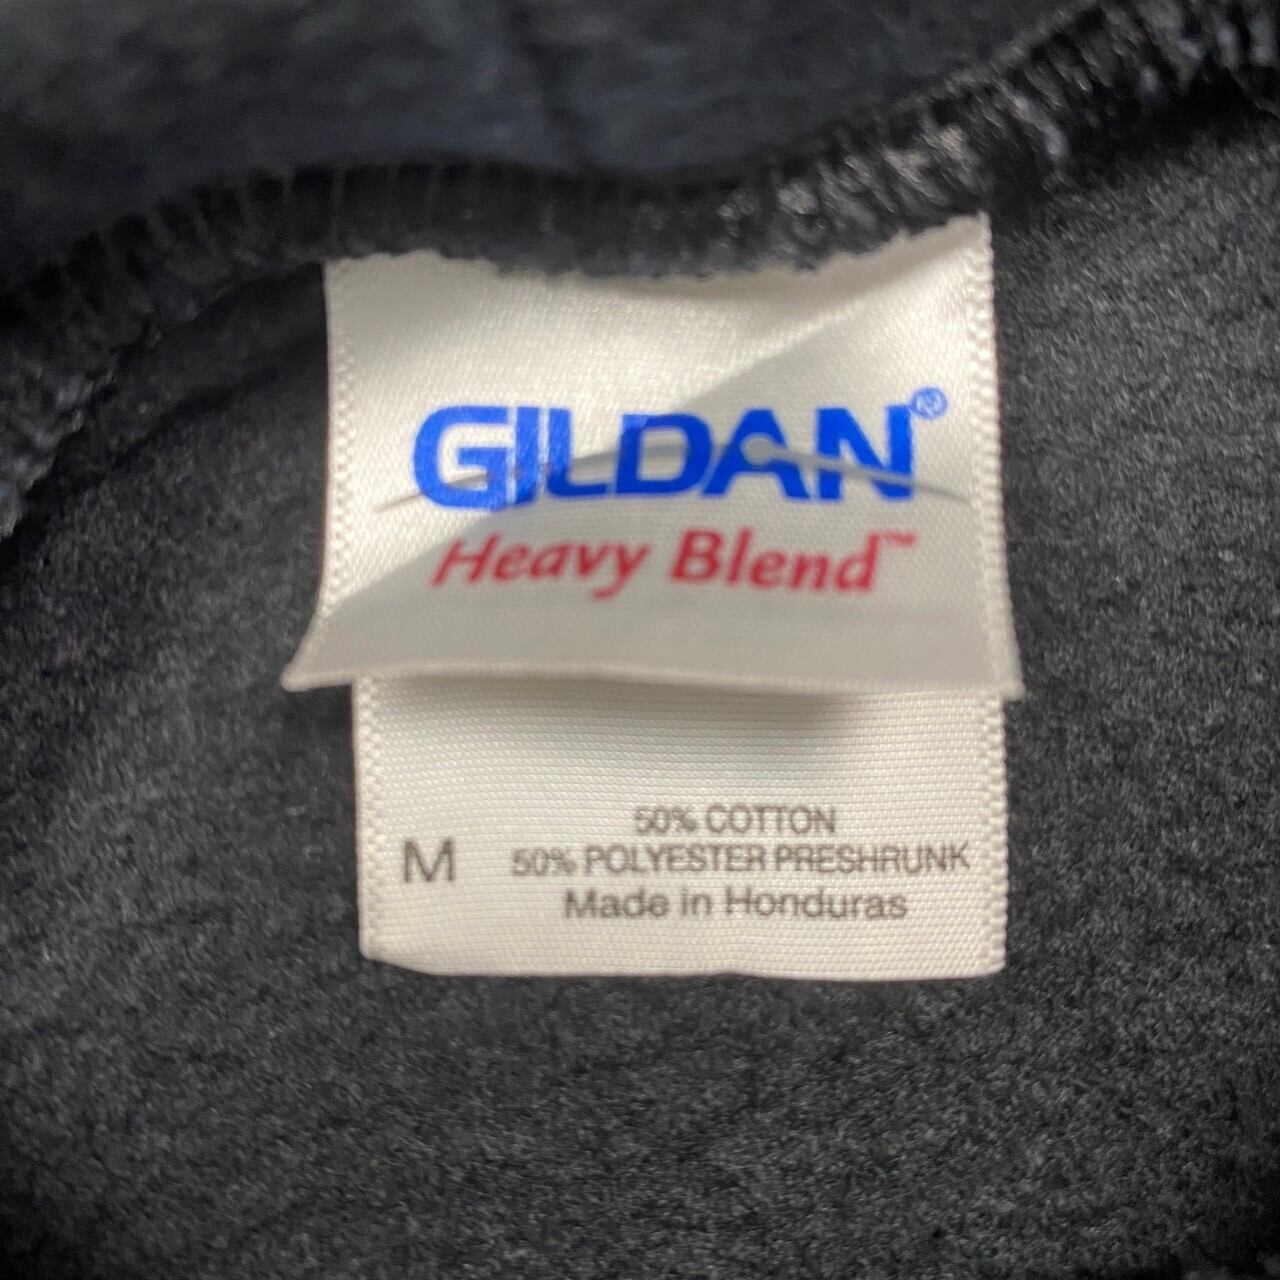 GILDAN®
Heavy Blend™
50% COTTON
M 50% POLYESTER PRESHRUNK
Made in Honduras